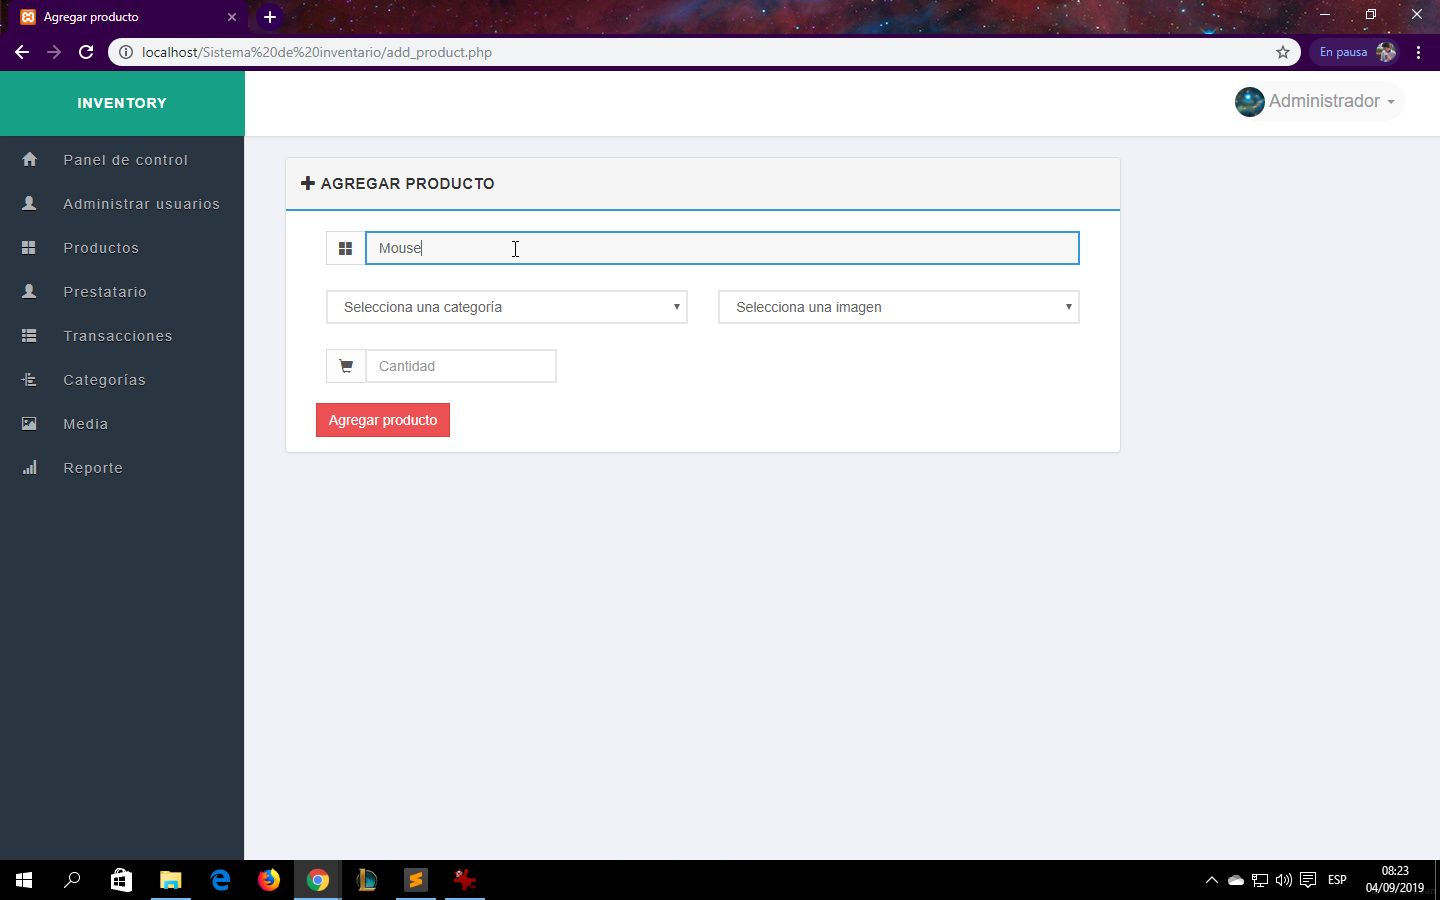 Agregar producto
localhost/Sistema%20de%20inventario/add_product.php
En pausa
INVENTORY
Administrador
Panel de control
Administrar usuarios
Productos
Prestatario
Transacciones
Categorías
Media
Reporte
AGREGAR PRODUCTO
Mouse
Selecciona una categoría
Selecciona una imagen
Cantidad
Agregar producto
ESP
08:23
04/09/2019